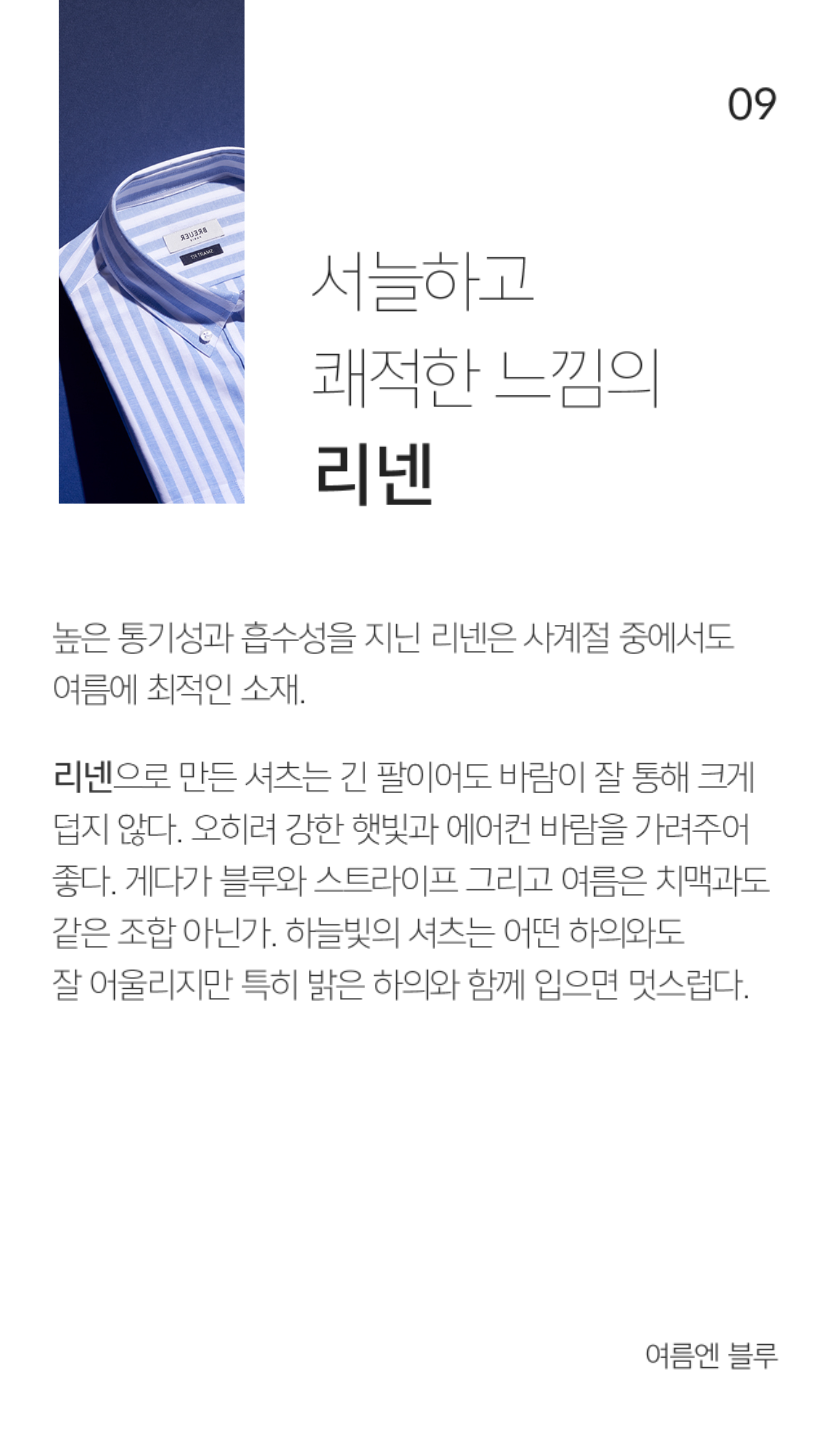 09
BREUER
SMART FIT
서늘하고
쾌적한 느낌의
리넨
높은 통기성과 흡수성을 지닌 리넨은 사계절 중에서도
여름에 최적인 소재.
리넨으로 만든 셔츠는 긴 팔이어도 바람이 잘 통해 크게
덥지 않다. 오히려 강한 햇빛과 에어컨 바람을 가려주어
좋다. 게다가 블루와 스트라이프 그리고 여름은 치맥과도
같은 조합 아닌가. 하늘빛의 셔츠는 어떤 하의와도
잘 어울리지만 특히 밝은 하의와 함께 입으면 멋스럽다.
여름엔 블루